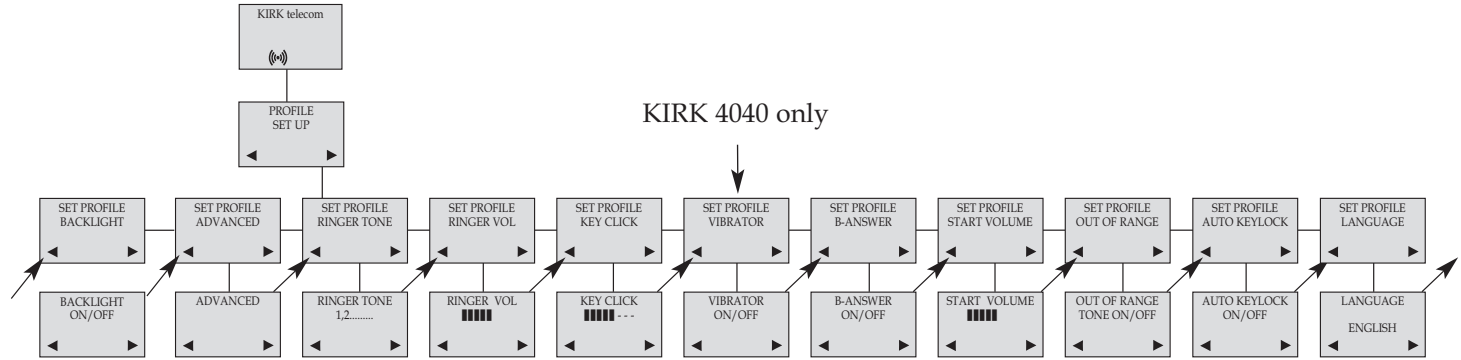 KIRK telecom
PROFILE
SET UP
KIRK 4040 only
SET PROFILE
BACKLIGHT
SET PROFILE
ADVANCED
SET PROFILE
RINGER TONE
SET PROFILE
RINGER VOL
SET PROFILE
KEY CLICK
SET PROFILE
VIBRATOR
SET PROFILE
B-ANSWER
SET PROFILE
START VOLUME
SET PROFILE
OUT OF RANGE
SET PROFILE
AUTO KEYLOCK
SET PROFILE
LANGUAGE
BACKLIGHT
ON/OFF
ADVANCED
RINGER TONE
1,2.........
RINGER VOL
KEY CLICK
- - -
VIBRATOR
ON/OFF
B-ANSWER
ON/OFF
START VOLUME
OUT OF RANGE
TONE ON/OFF
AUTO KEYLOCK
ON/OFF
LANGUAGE
ENGLISH